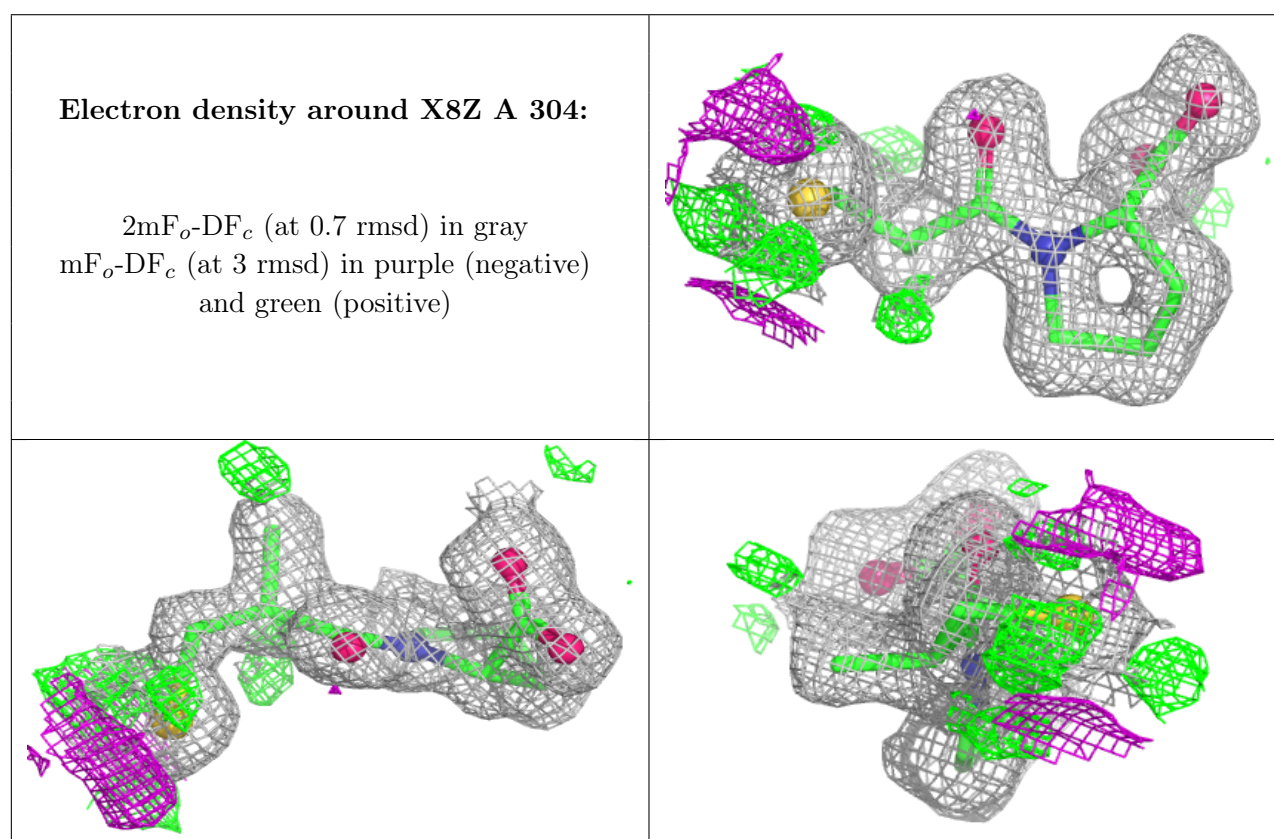 Electron density around X8Z A 304:
2mFo-DFc (at 0.7 rmsd) in gray
mFo-DFc (at 3 rmsd) in purple (negative)
and green (positive)